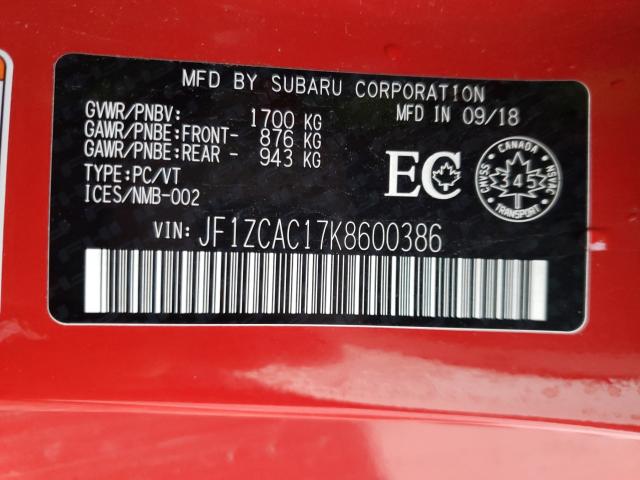 MFD BY SUBARU CORPORATION
GVWR/PNBV: 1700 KG MFD IN 09/18
GAWR/PNBE:FRONT- 876 KG
GAWR/PNBE:REAR - 943 KG
TYPE:PC/VT
ICES/NMB-002
EC
CANADA
CMVSS 345 NSVAC
VIN: JF1ZCAC17K8600386